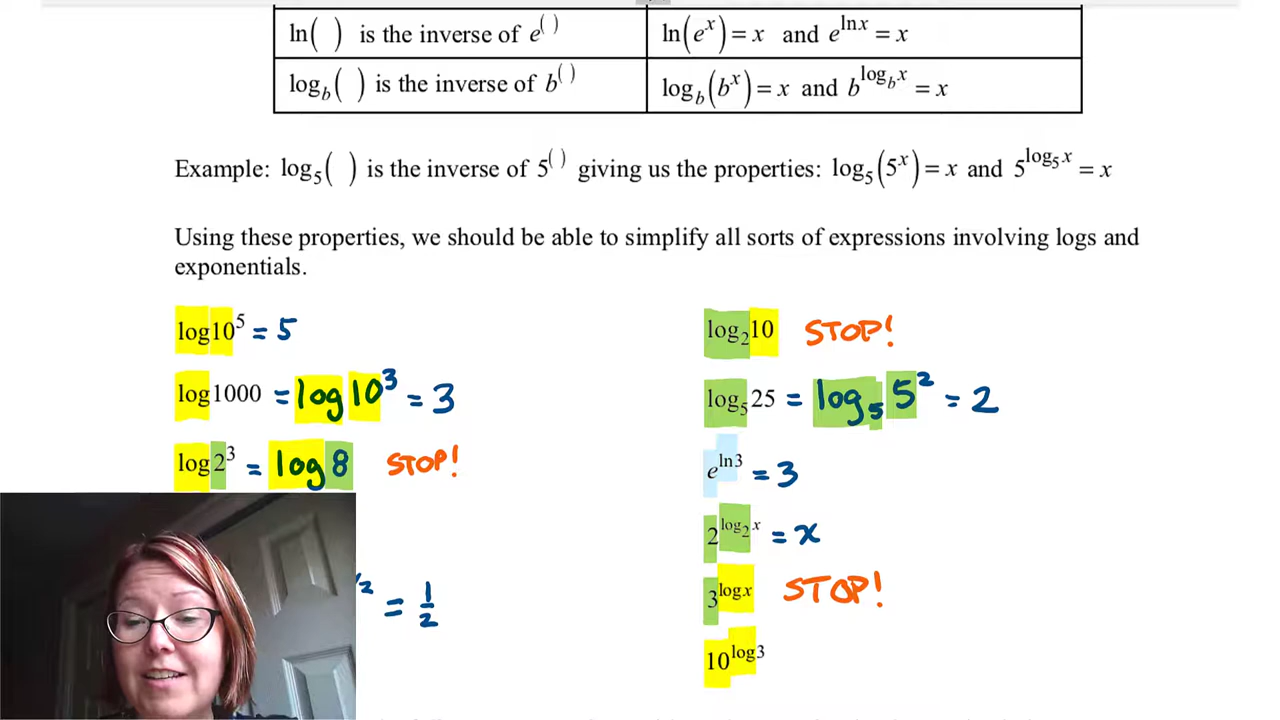 ln( ) is the inverse of e^( )
ln(e^x) = x and e^(ln x) = x
log_b( ) is the inverse of b^( )
log_b(b^x) = x and b^(log_b x) = x
Example: log_5( ) is the inverse of 5^( ) giving us the properties: log_5(5^x) = x and 5^(log_5 x) = x
Using these properties, we should be able to simplify all sorts of expressions involving logs and
exponentials.
log10^5 = 5
log1000 = log 10^3 = 3
log2^3 = log 8 STOP!
= 1/2
log_2 10 STOP!
log_5 25 = log_5 5^2 = 2
e^(ln3) = 3
2^(log_2 x) = x
3^(logx) STOP!
10^(log3)